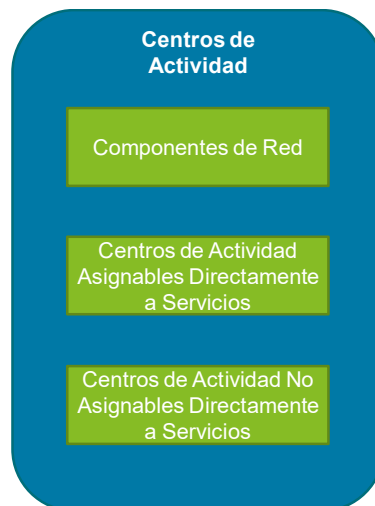 Centros de
Actividad
Componentes de Red
Centros de Actividad
Asignables Directamente
a Servicios
Centros de Actividad No
Asignables Directamente
a Servicios